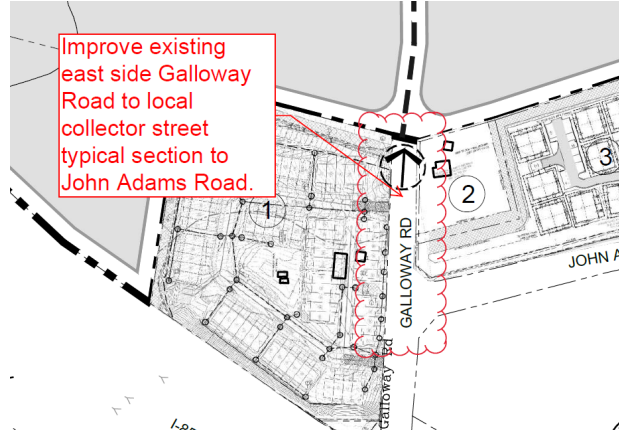 Improve existing
east side Galloway
Road to local
collector street
typical section to
John Adams Road.
1
2
3
GALLOWAY RD
JOHN A
Galloway Rd
I-85